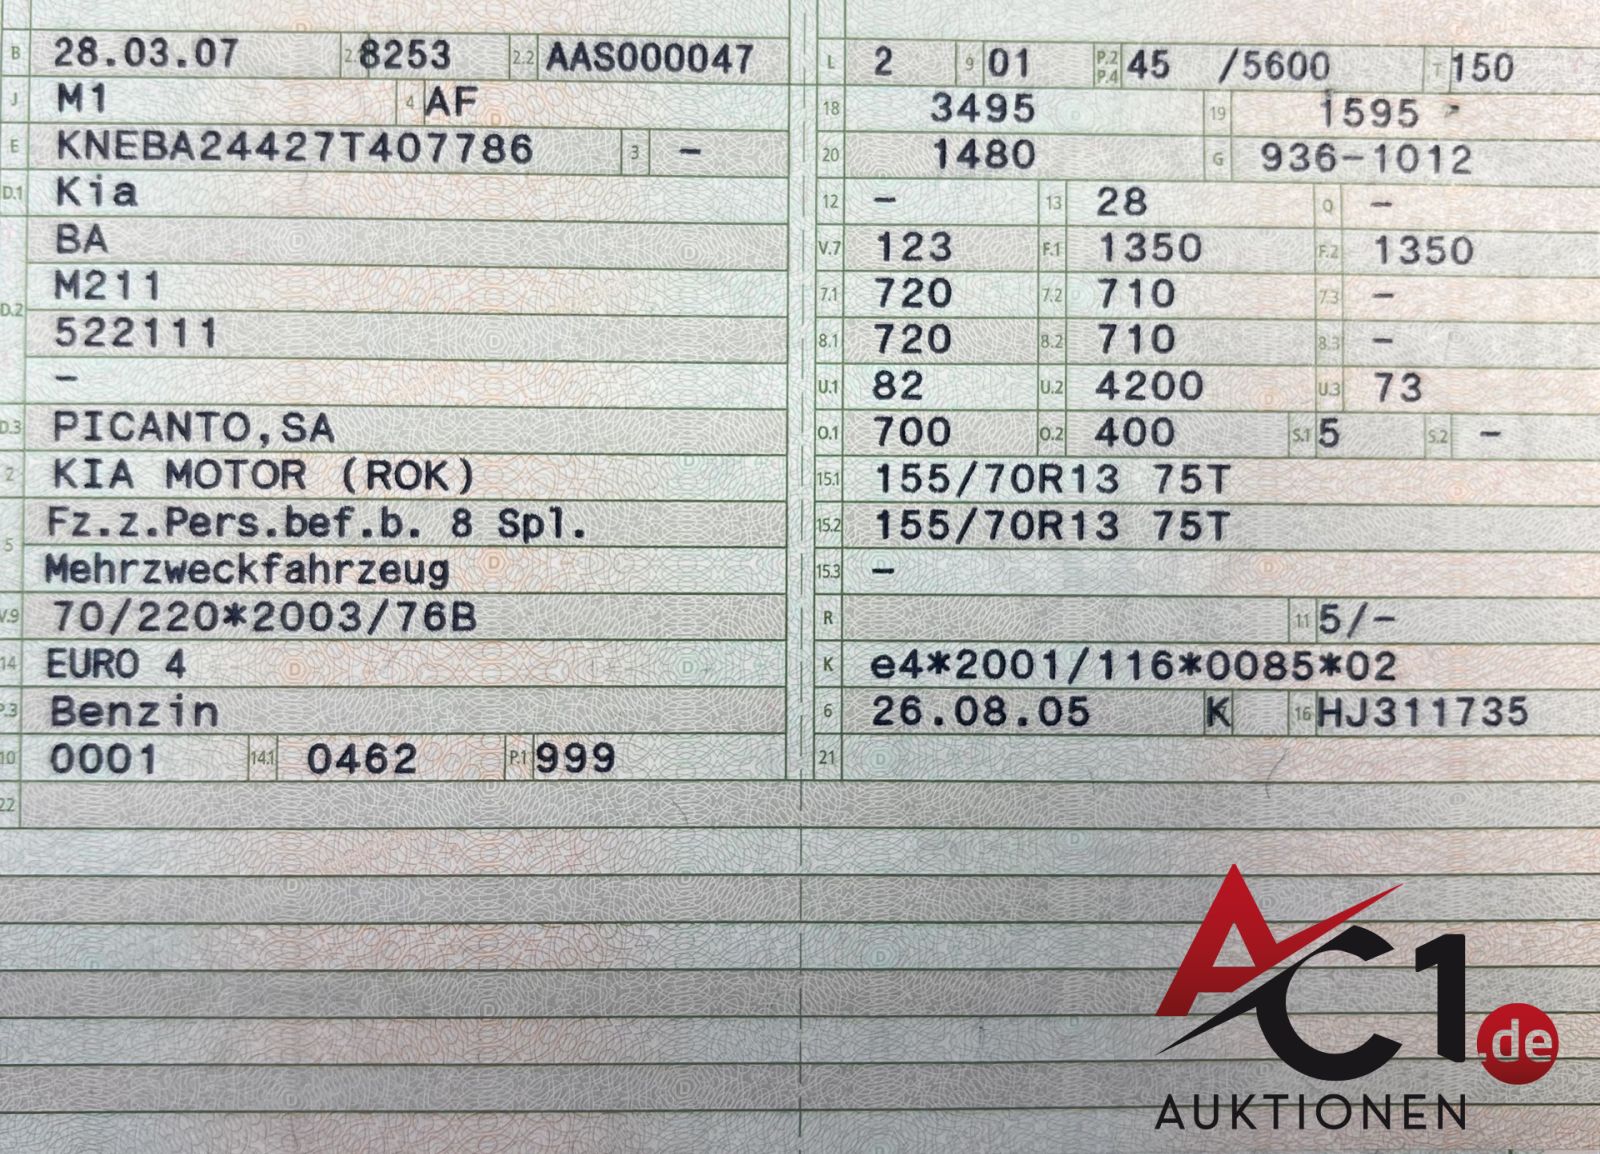 B 28.03.07 2.1 8253 2.2 AAS000047
J M1 4 AF
E KNEBA24427T407786 3 –
D.1 Kia
BA
D.2 M211
522111
–
D.3 PICANTO,SA
2 KIA MOTOR (ROK)
5 Fz.z.Pers.bef.b. 8 Spl.
Mehrzweckfahrzeug
V.9 70/220*2003/76B
14 EURO 4
P.3 Benzin
10 0001 14.1 0462 P.1 999
22
L 2 9 01 P.2 P.4 45 /5600 T 150
18 3495 19 1595
20 1480 G 936-1012
12 – 13 28 Q –
V.7 123 F.1 1350 F.2 1350
7.1 720 7.2 710 7.3 –
8.1 720 8.2 710 8.3 –
U.1 82 U.2 4200 U.3 73
O.1 700 O.2 400 S.1 5 S.2 –
15.1 155/70R13 75T
15.2 155/70R13 75T
15.3 –
R 11 5/–
K e4*2001/116*0085*02
6 26.08.05 K 16 HJ311735
21
AC1.de
AUKTIONEN